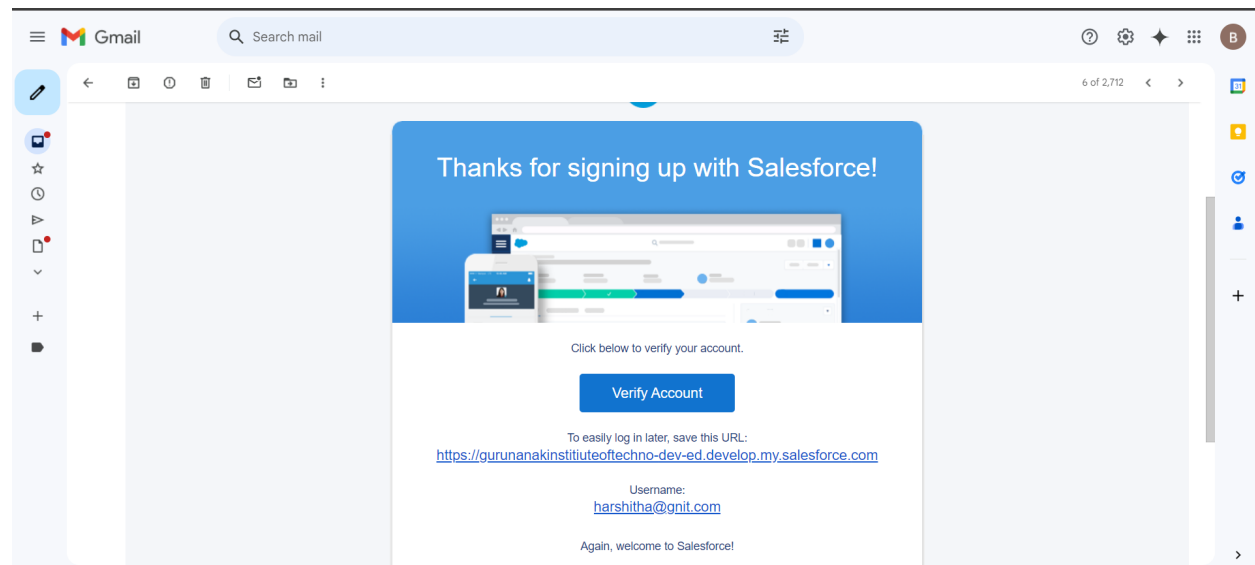 Gmail
Search mail
B
6 of 2,712
31
Thanks for signing up with Salesforce!
Click below to verify your account.
Verify Account
To easily log in later, save this URL:
https://gurunanakinstitiuteoftechno-dev-ed.develop.my.salesforce.com
Username:
harshitha@gnit.com
Again, welcome to Salesforce!